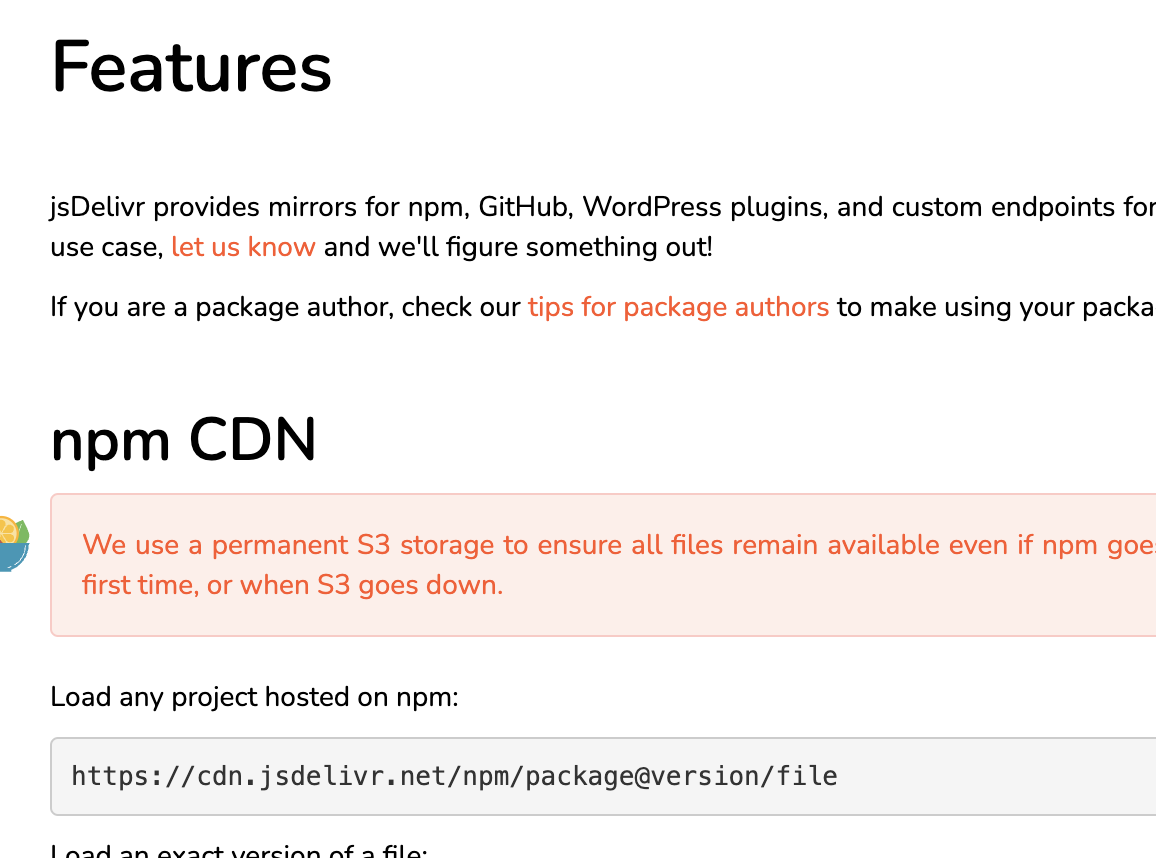 Features
jsDelivr provides mirrors for npm, GitHub, WordPress plugins, and custom endpoints for
use case, let us know and we'll figure something out!
If you are a package author, check our tips for package authors to make using your packa
npm CDN
We use a permanent S3 storage to ensure all files remain available even if npm goes
first time, or when S3 goes down.
Load any project hosted on npm:
https://cdn.jsdelivr.net/npm/package@version/file
Load an exact version of a file: